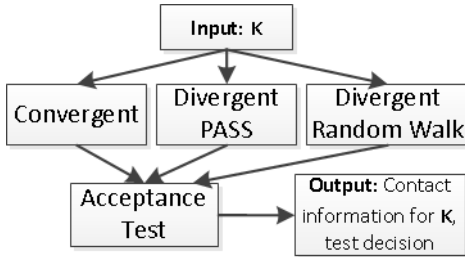 Input: K
Convergent
Divergent
PASS
Divergent
Random Walk
Acceptance
Test
Output: Contact
information for K,
test decision